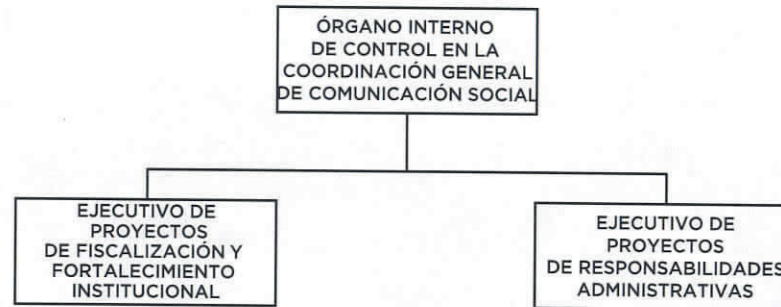 ÓRGANO INTERNO
DE CONTROL EN LA
COORDINACIÓN GENERAL
DE COMUNICACIÓN SOCIAL
EJECUTIVO DE
PROYECTOS
DE FISCALIZACIÓN Y
FORTALECIMIENTO
INSTITUCIONAL
EJECUTIVO DE
PROYECTOS
DE RESPONSABILIDADES
ADMINISTRATIVAS